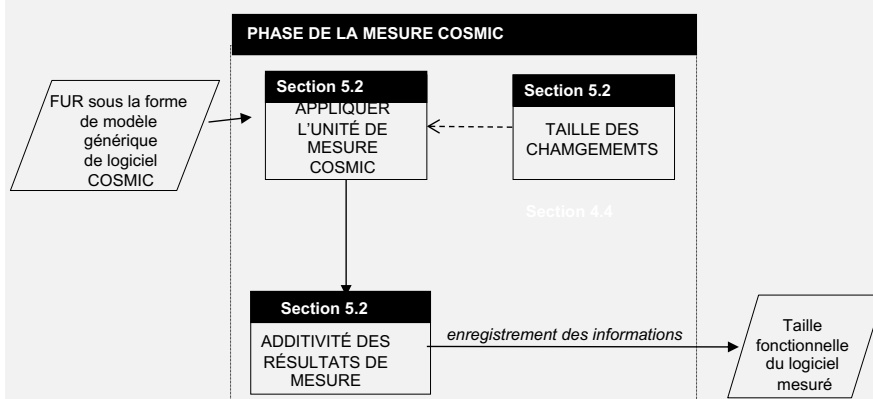 PHASE DE LA MESURE COSMIC
FUR sous la forme
de modèle
générique
de logiciel
COSMIC
Section 5.2
APPLIQUER
L'UNITÉ DE
MESURE
COSMIC
Section 5.2
TAILLE DES
CHAMGEMEMTS
Section 4.4
Section 5.2
ADDITIVITÉ DES
RÉSULTATS DE
MESURE
enregistrement des informations
Taille
fonctionnelle
du logiciel
mesuré